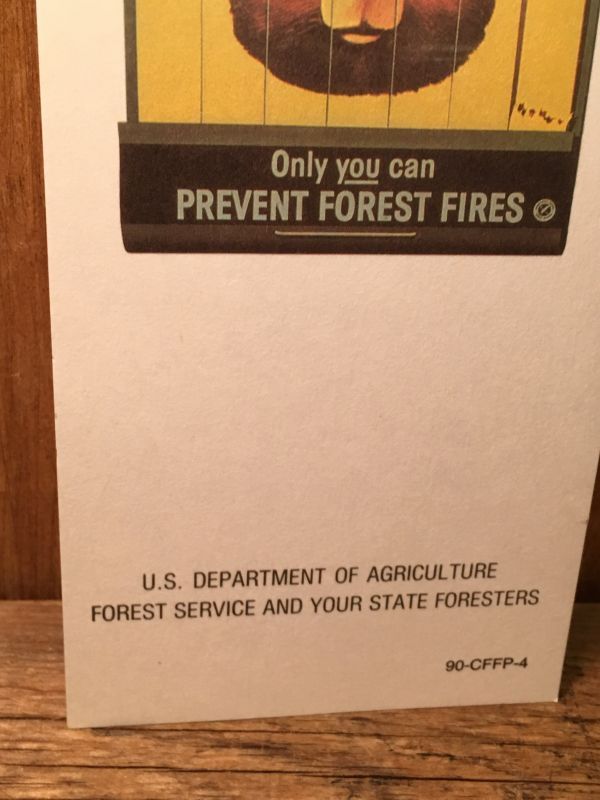 Only you can
PREVENT FOREST FIRES
U.S. DEPARTMENT OF AGRICULTURE
FOREST SERVICE AND YOUR STATE FORESTERS
90-CFFP-4